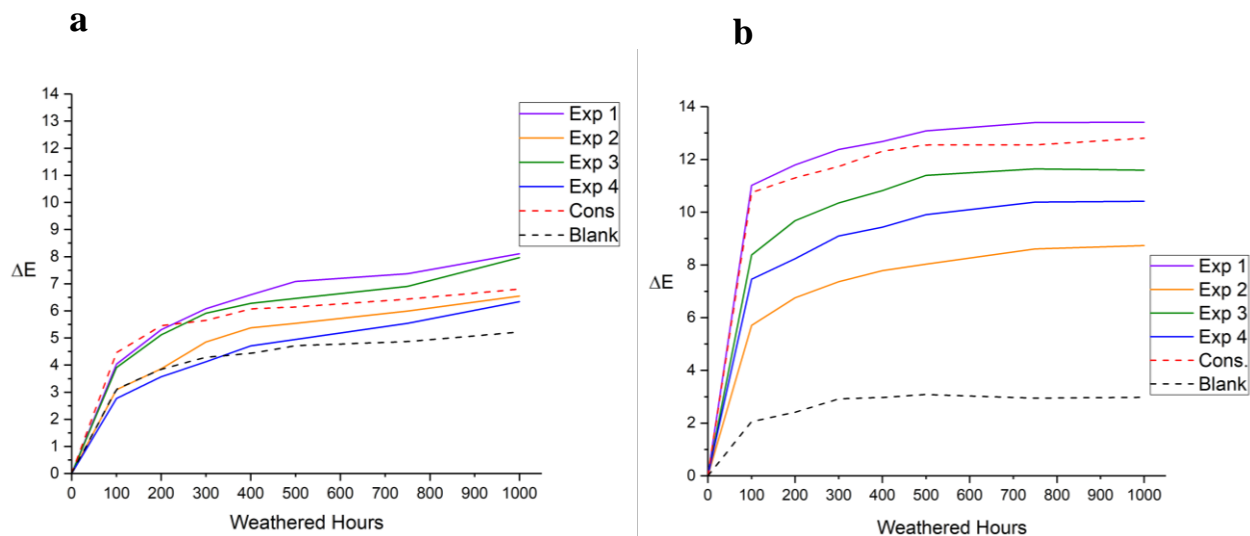 a
14
13
12
11
10
9
8
7
6
5
4
3
2
1
0
ΔE
0 100 200 300 400 500 600 700 800 900 1000
Weathered Hours
Exp 1
Exp 2
Exp 3
Exp 4
Cons
Blank
b
14
12
10
8
6
4
2
0
ΔE
0 100 200 300 400 500 600 700 800 900 1000
Weathered Hours
Exp 1
Exp 2
Exp 3
Exp 4
Cons.
Blank